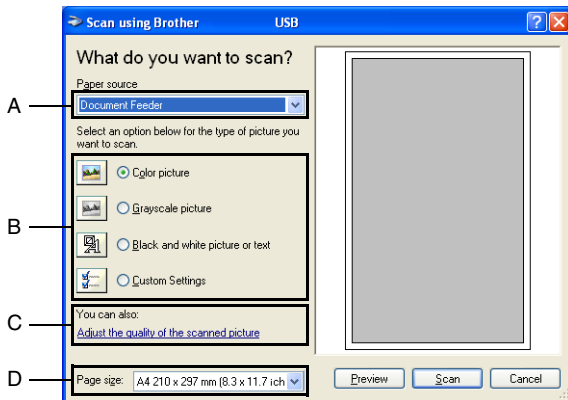 Scan using Brother USB
What do you want to scan?
Paper source
A
Document Feeder
Select an option below for the type of picture you
want to scan.
B
Color picture
Grayscale picture
Black and white picture or text
Custom Settings
C
You can also:
Adjust the quality of the scanned picture
D
Page size: A4 210 x 297 mm (8.3 x 11.7 ich
Preview Scan Cancel